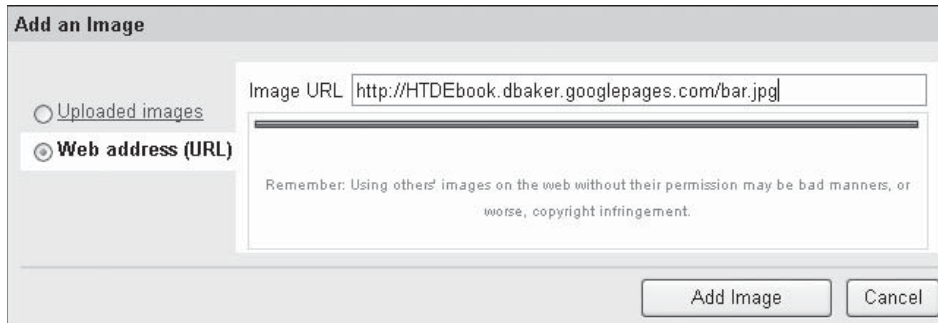 Add an Image
Image URL http://HTDEbook.dbaker.googlepages.com/bar.jpg
Uploaded images
Web address (URL)
Remember: Using others' images on the web without their permission may be bad manners, or
worse, copyright infringement.
Add Image Cancel